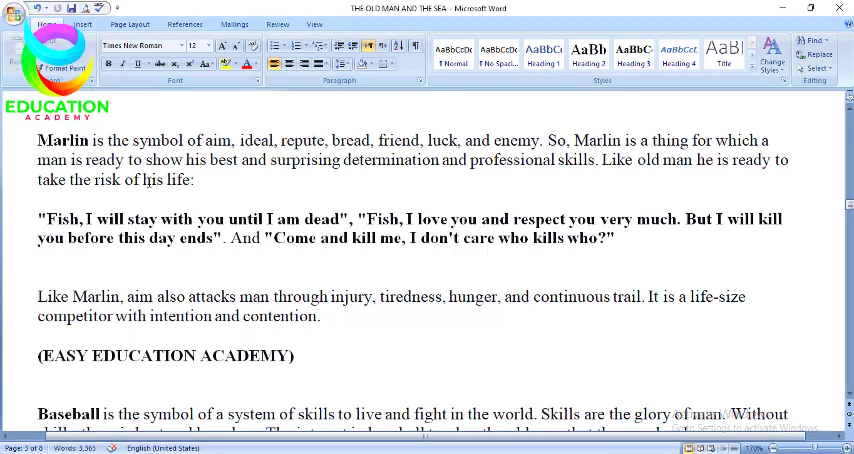 THE OLD MAN AND THE SEA - Microsoft Word
Home Insert Page Layout References Mailings Review View
Times New Roman 12
Format Paint
Font Paragraph Styles Editing
AaBbCcDc AaBbCcDc AaBbC AaBb AaBbC AaBbCc AaBl
¶ Normal ¶ No Spaci... Heading 1 Heading 2 Heading 3 Heading 4 Title
Change Styles
Find
Replace
Select
EDUCATION
ACADEMY
Marlin is the symbol of aim, ideal, repute, bread, friend, luck, and enemy. So, Marlin is a thing for which a
man is ready to show his best and surprising determination and professional skills. Like old man he is ready to
take the risk of his life:
"Fish, I will stay with you until I am dead", "Fish, I love you and respect you very much. But I will kill
you before this day ends". And "Come and kill me, I don't care who kills who?"
Like Marlin, aim also attacks man through injury, tiredness, hunger, and continuous trail. It is a life-size
competitor with intention and contention.
(EASY EDUCATION ACADEMY)
Baseball is the symbol of a system of skills to live and fight in the world. Skills are the glory of man. Without
Go to Settings to activate Windows.
Page: 3 of 8 Words: 3,365 English (United States) 178%